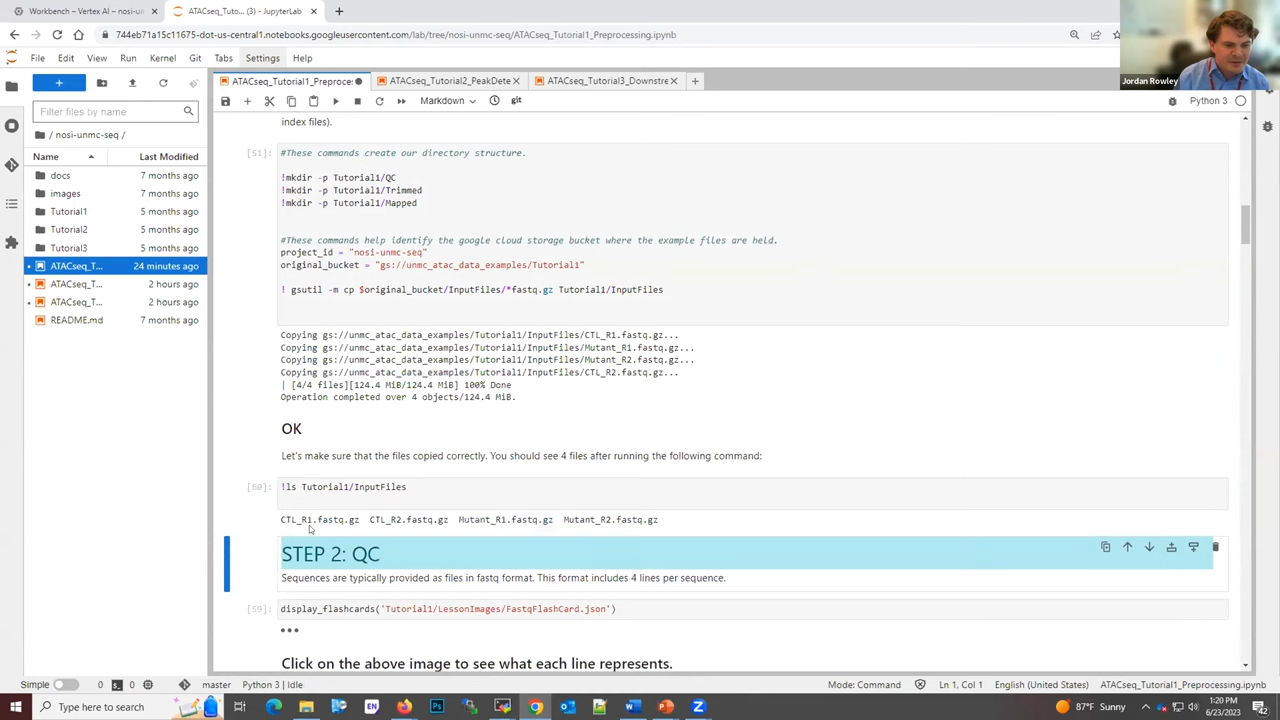 Workbench – Vertex AI – nosi-un
ATACseq_Tuto... (3) - JupyterLab
744eb71a15c11675-dot-us-central1.notebooks.googleusercontent.com/lab/tree/nosi-unmc-seq/ATACseq_Tutorial1_Preprocessing.ipynb
Jordan Rowley
File Edit View Run Kernel Git Tabs Settings Help
ATACseq_Tutorial1_Preproce
ATACseq_Tutorial2_PeakDete
ATACseq_Tutorial3_Downstre
Markdown
git
Python 3
Filter files by name
/ nosi-unmc-seq /
Name Last Modified
docs 7 months ago
images 7 months ago
Tutorial1 5 months ago
Tutorial2 5 months ago
Tutorial3 5 months ago
ATACseq_T... 24 minutes ago
ATACseq_T... 2 hours ago
ATACseq_T... 2 hours ago
README.md 7 months ago
index files).
[51]: #These commands create our directory structure.
!mkdir -p Tutorial1/QC
!mkdir -p Tutorial1/Trimmed
!mkdir -p Tutorial1/Mapped
#These commands help identify the google cloud storage bucket where the example files are held.
project_id = "nosi-unmc-seq"
original_bucket = "gs://unmc_atac_data_examples/Tutorial1"
! gsutil -m cp $original_bucket/InputFiles/*fastq.gz Tutorial1/InputFiles
Copying gs://unmc_atac_data_examples/Tutorial1/InputFiles/CTL_R1.fastq.gz...
Copying gs://unmc_atac_data_examples/Tutorial1/InputFiles/Mutant_R1.fastq.gz...
Copying gs://unmc_atac_data_examples/Tutorial1/InputFiles/Mutant_R2.fastq.gz...
Copying gs://unmc_atac_data_examples/Tutorial1/InputFiles/CTL_R2.fastq.gz...
| [4/4 files][124.4 MiB/124.4 MiB] 100% Done
Operation completed over 4 objects/124.4 MiB.
OK
Let's make sure that the files copied correctly. You should see 4 files after running the following command:
[60]: !ls Tutorial1/InputFiles
CTL_R1.fastq.gz CTL_R2.fastq.gz Mutant_R1.fastq.gz Mutant_R2.fastq.gz
STEP 2: QC
Sequences are typically provided as files in fastq format. This format includes 4 lines per sequence.
[59]: display_flashcards('Tutorial1/LessonImages/FastqFlashCard.json')
•••
Click on the above image to see what each line represents.
Simple 0 0 master Python 3 | Idle Mode: Command Ln 1, Col 1 English (United States) ATACseq_Tutorial1_Preprocessing.ipynb
Type here to search
EN
87°F Sunny
1:20 PM
6/23/2023
42